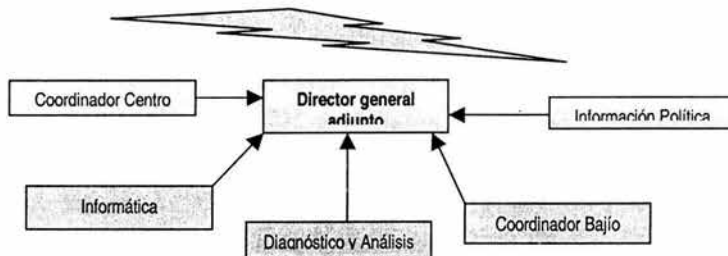 Coordinador Centro
Director general
adjunto
Información Política
Informática
Coordinador Bajío
Diagnóstico y Análisis